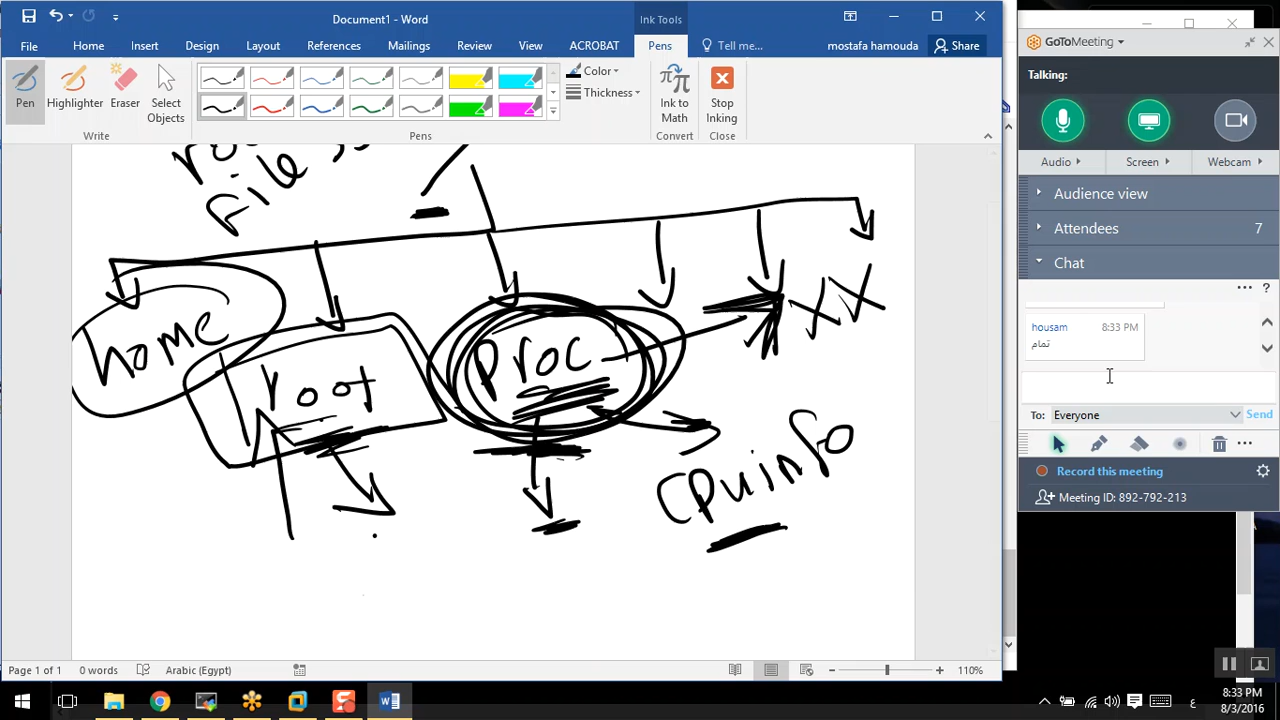 Document1 - Word
Ink Tools
File
Home
Insert
Design
Layout
References
Mailings
Review
View
ACROBAT
Pens
Tell me...
mostafa hamouda
Share
Pen
Highlighter
Eraser
Select
Objects
Color
Thickness
Ink to
Math
Stop
Inking
Write
Pens
Convert
Close
File
home
root
proc
XX
cpuinfo
Page 1 of 1
0 words
Arabic (Egypt)
110%
GoToMeeting
Talking:
Audio
Screen
Webcam
Audience view
Attendees
7
Chat
housam
8:33 PM
تمام
To:
Everyone
Send
Record this meeting
Meeting ID: 892-792-213
ع
8:33 PM
8/3/2016